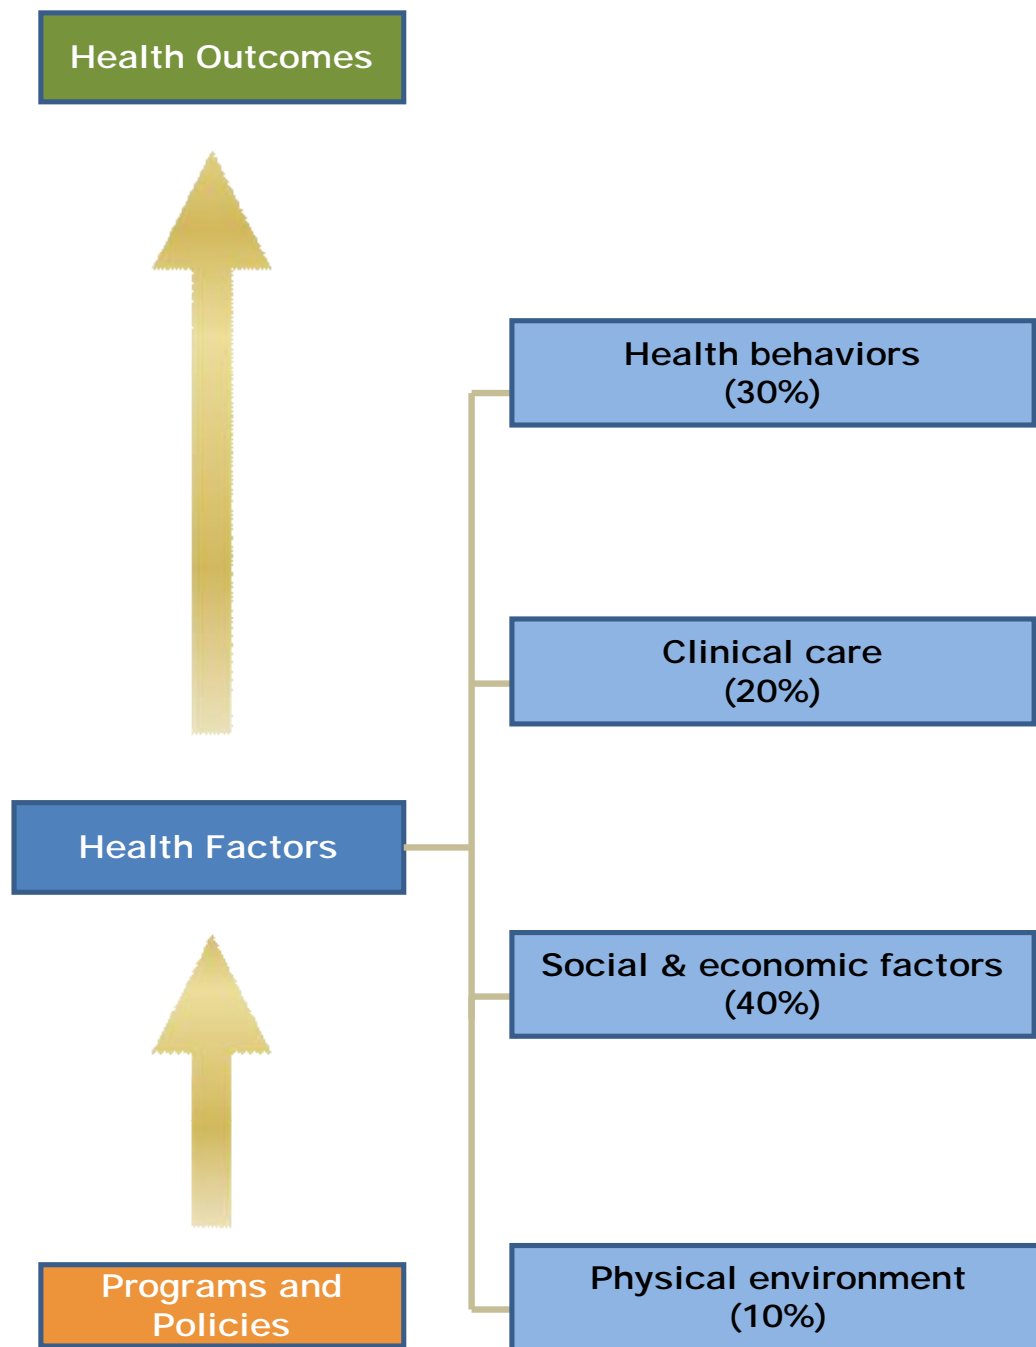 Health Outcomes
Health behaviors
(30%)
Clinical care
(20%)
Health Factors
Social & economic factors
(40%)
Programs and
Policies
Physical environment
(10%)